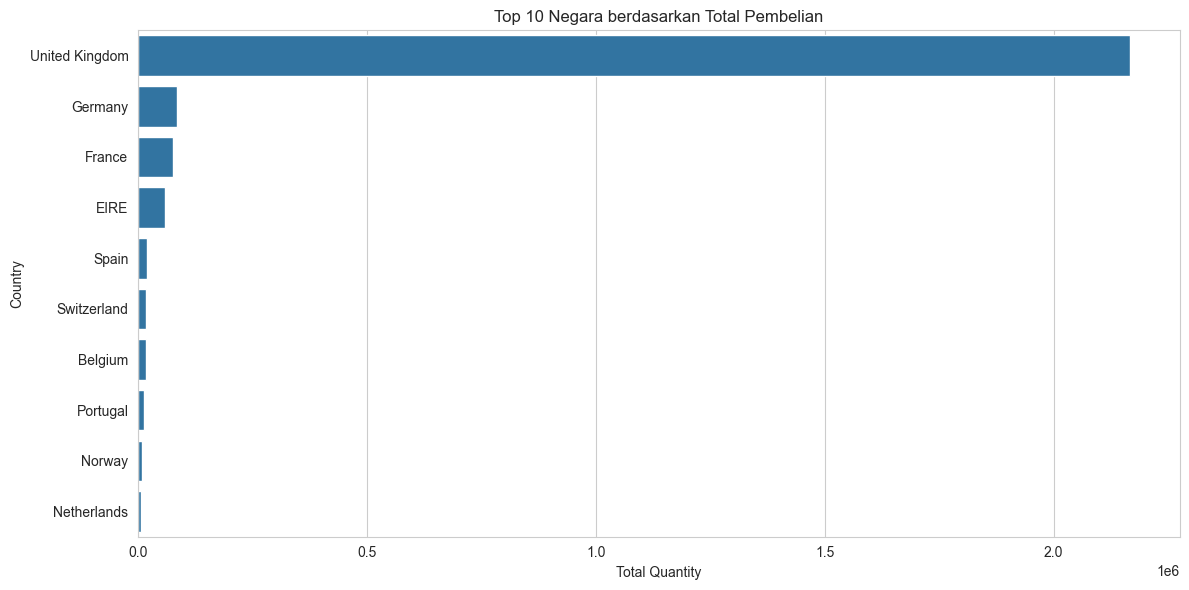 Top 10 Negara berdasarkan Total Pembelian
Country
United Kingdom
Germany
France
EIRE
Spain
Switzerland
Belgium
Portugal
Norway
Netherlands
0.0 0.5 1.0 1.5 2.0
1e6
Total Quantity